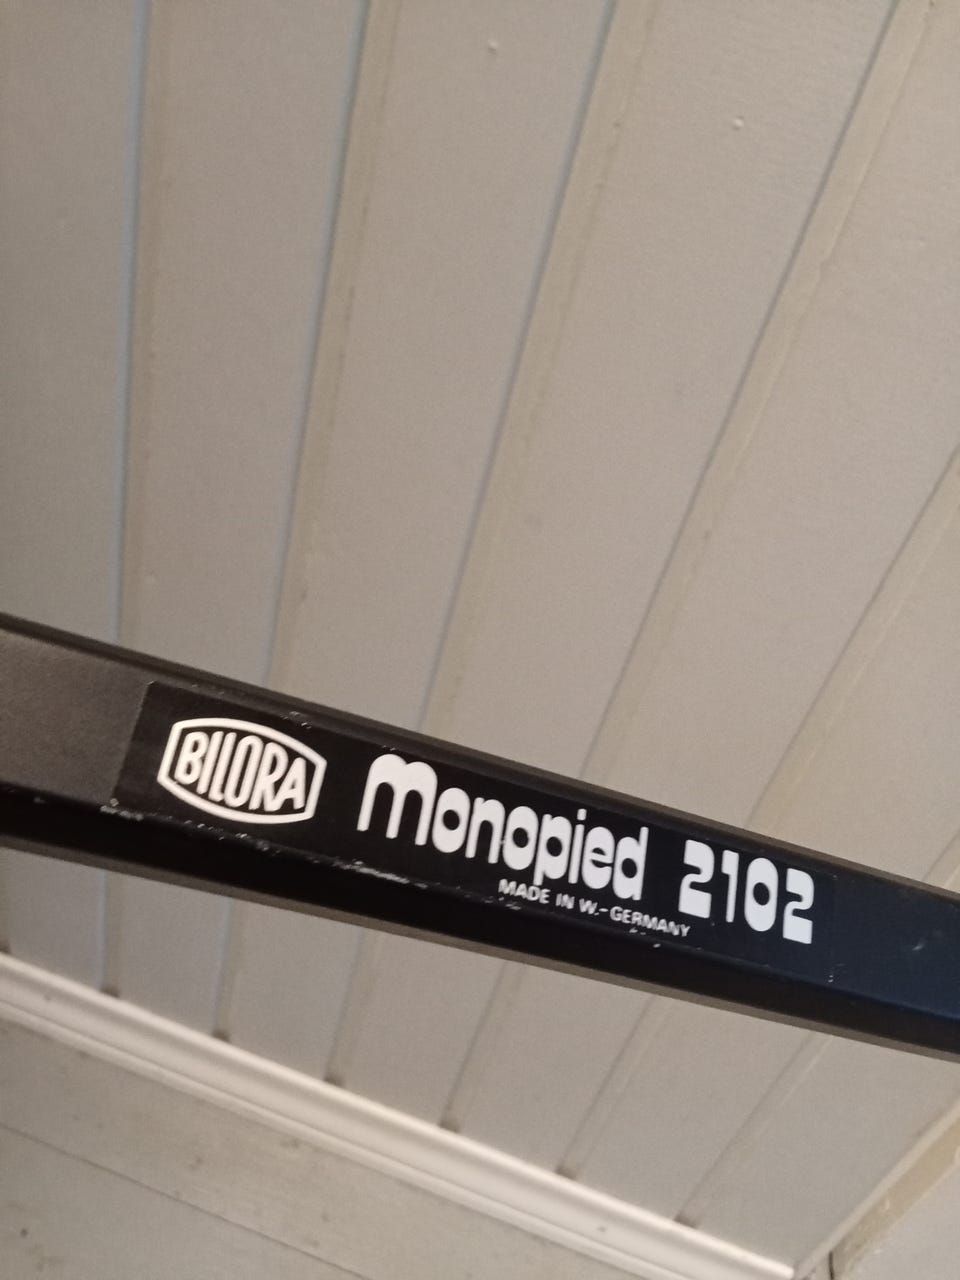 BILORA
monopied 2102
MADE IN W.-GERMANY